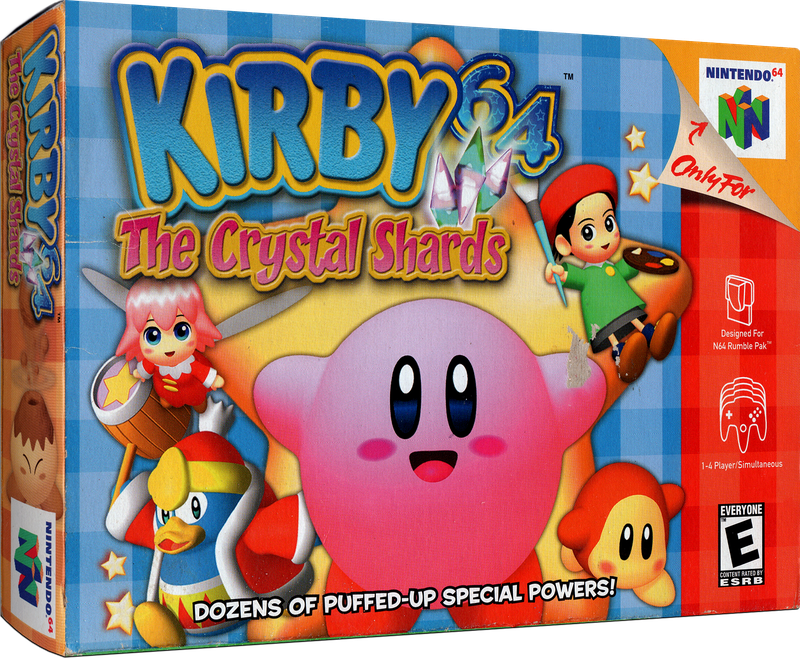 KIRBY 64
™
The Crystal Shards
NINTENDO 64
Only For
Designed For
N64 Rumble Pak™
1-4 Player/Simultaneous
EVERYONE
E
CONTENT RATED BY
ESRB
DOZENS OF PUFFED-UP SPECIAL POWERS!
KIRBY 64
™
The Crystal Shards
NINTENDO 64